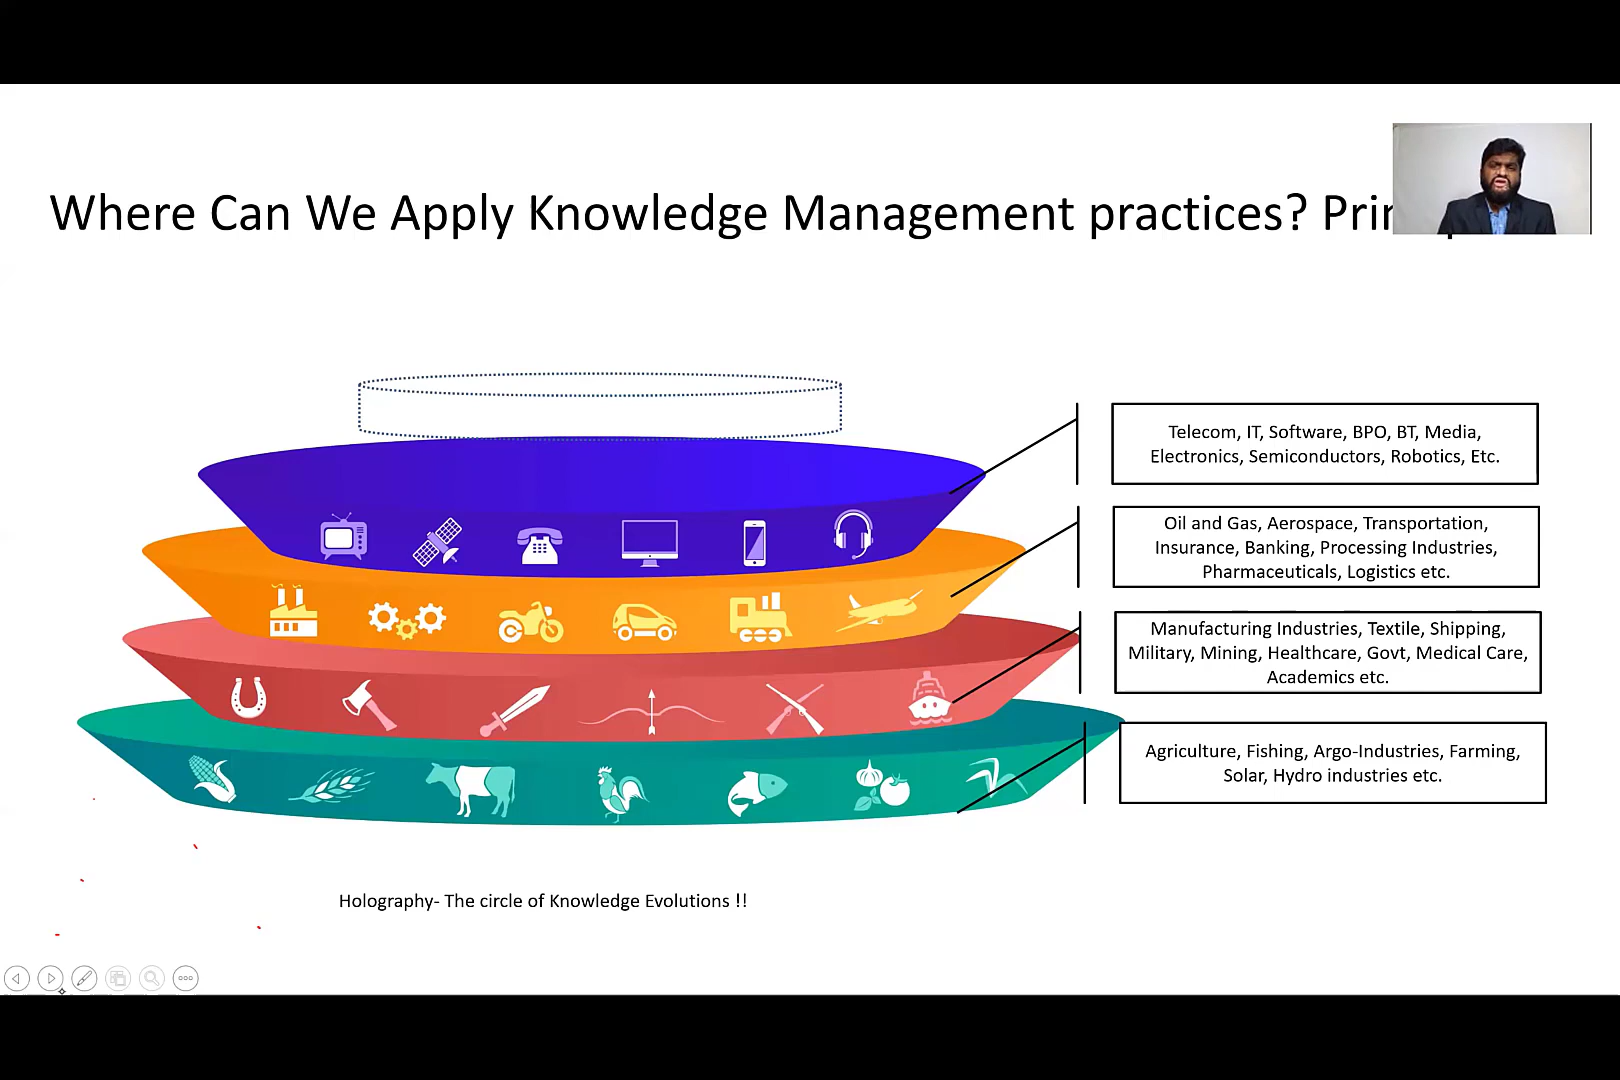 Where Can We Apply Knowledge Management practices?
Telecom, IT, Software, BPO, BT, Media,
Electronics, Semiconductors, Robotics, Etc.
Oil and Gas, Aerospace, Transportation,
Insurance, Banking, Processing Industries,
Pharmaceuticals, Logistics etc.
Manufacturing Industries, Textile, Shipping,
Military, Mining, Healthcare, Govt, Medical Care,
Academics etc.
Agriculture, Fishing, Argo-Industries, Farming,
Solar, Hydro industries etc.
Holography- The circle of Knowledge Evolutions !!